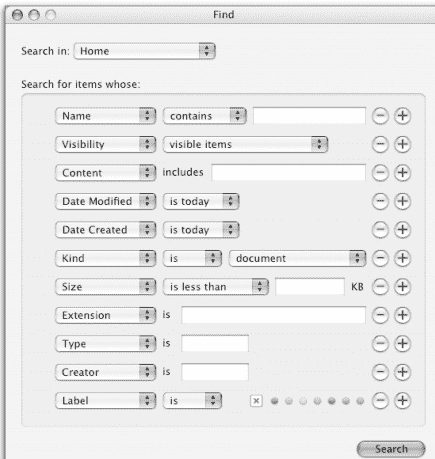 Find
Search in: Home
Search for items whose:
Name contains
Visibility visible items
Content includes
Date Modified is today
Date Created is today
Kind is document
Size is less than KB
Extension is
Type is
Creator is
Label is
Search